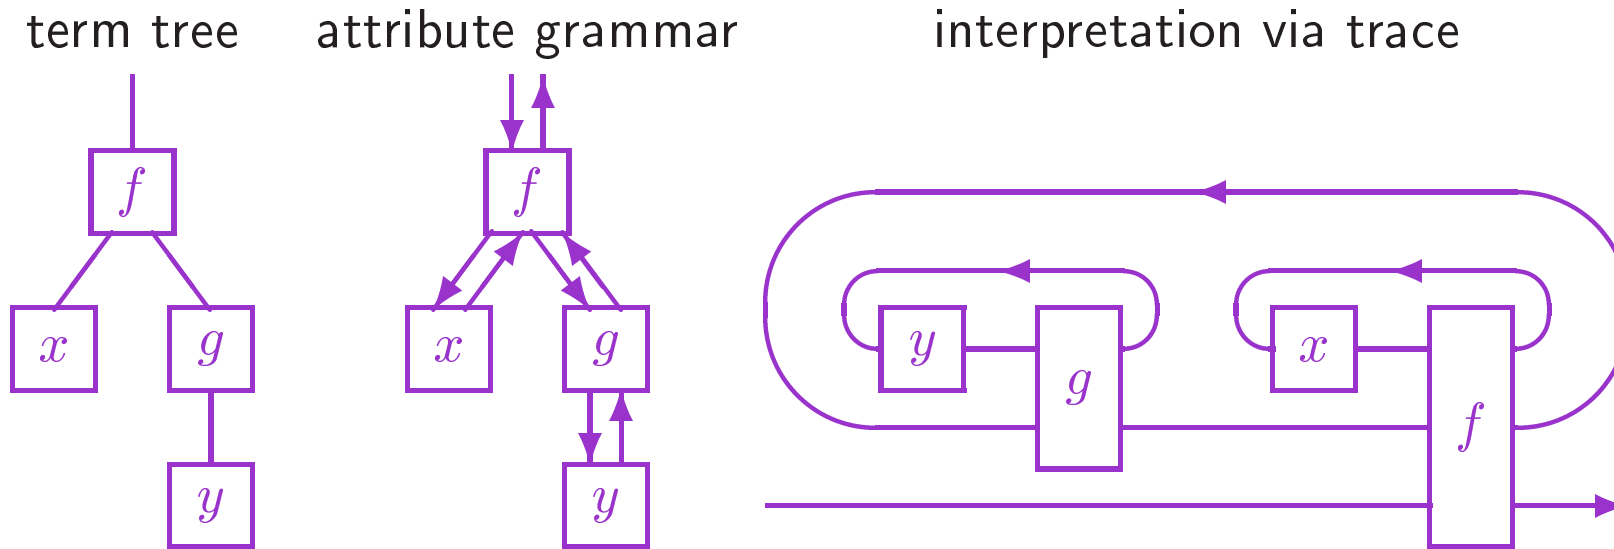 term tree
attribute grammar
interpretation via trace
f
x g
y
f
x g
y
y g x f